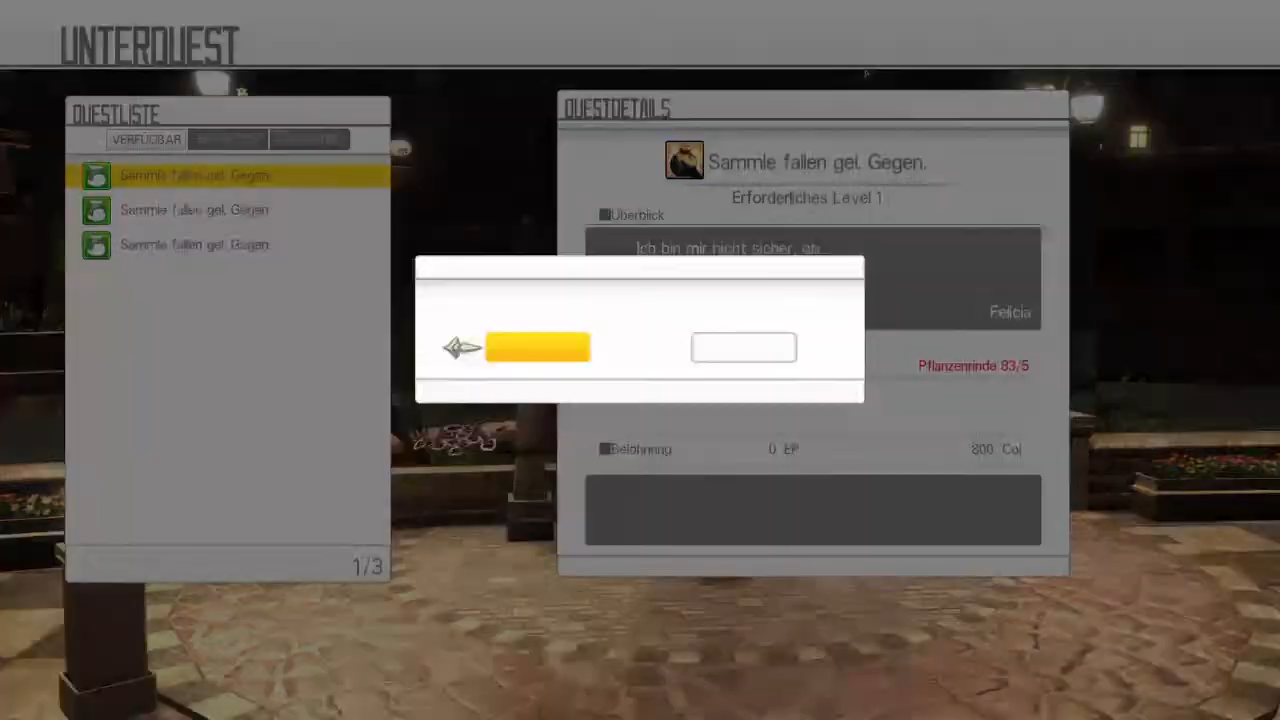 UNTERQUEST
QUESTLISTE
VERFÜGBAR
Sammle fallen gel. Gegen.
Sammle fallen gel. Gegen.
Sammle fallen gel. Gegen.
1/3
QUESTDETAILS
Sammle fallen gel. Gegen.
Erforderliches Level 1
Überblick
Ich bin mir nicht sicher,
Felicia
Pflanzenrinde 83/5
Belohnung 0 EP 800 Col